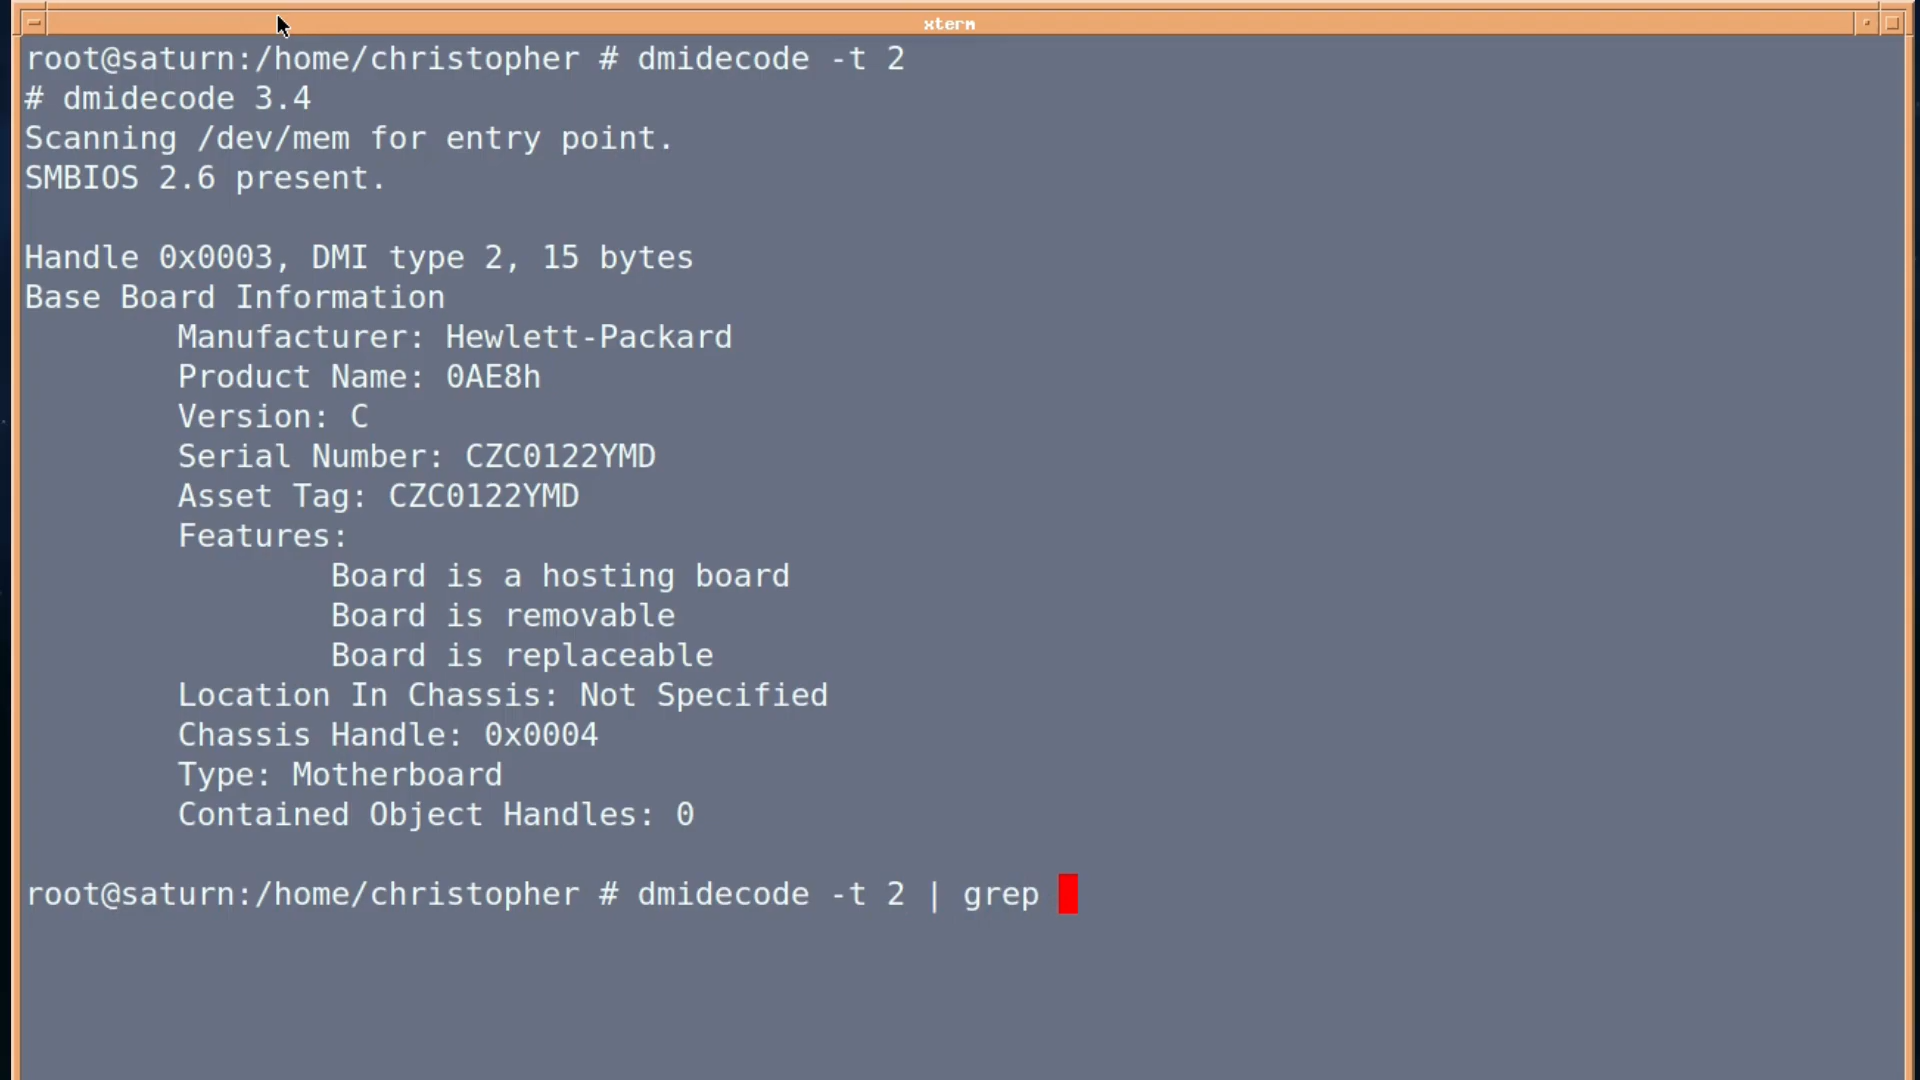 xterm
root@saturn:/home/christopher # dmidecode -t 2
# dmidecode 3.4
Scanning /dev/mem for entry point.
SMBIOS 2.6 present.
Handle 0x0003, DMI type 2, 15 bytes
Base Board Information
Manufacturer: Hewlett-Packard
Product Name: 0AE8h
Version: C
Serial Number: CZC0122YMD
Asset Tag: CZC0122YMD
Features:
Board is a hosting board
Board is removable
Board is replaceable
Location In Chassis: Not Specified
Chassis Handle: 0x0004
Type: Motherboard
Contained Object Handles: 0
root@saturn:/home/christopher # dmidecode -t 2 | grep